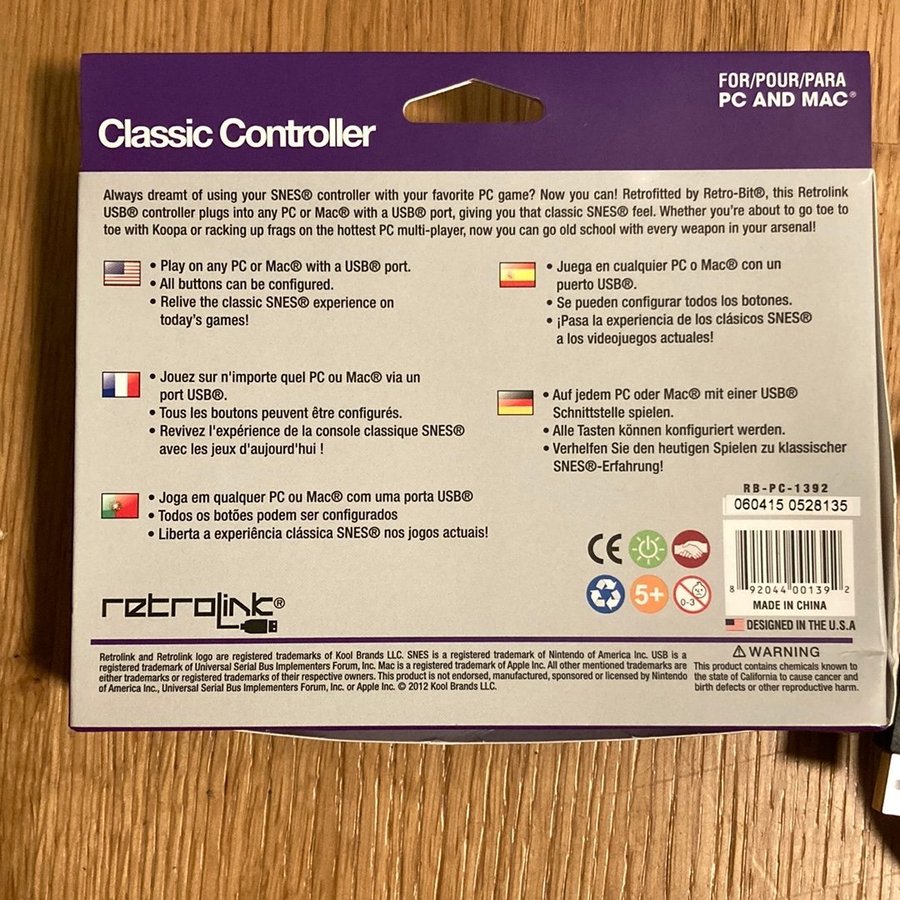 FOR/POUR/PARA
PC AND MAC®
Classic Controller
Always dreamt of using your SNES® controller with your favorite PC game? Now you can! Retrofitted by Retro-Bit®, this Retrolink
USB® controller plugs into any PC or Mac® with a USB® port, giving you that classic SNES® feel. Whether you're about to go toe to
toe with Koopa or racking up frags on the hottest PC multi-player, now you can go old school with every weapon in your arsenal!
• Play on any PC or Mac® with a USB® port.
• All buttons can be configured.
• Relive the classic SNES® experience on
today's games!
• Juega en cualquier PC o Mac® con un
puerto USB®.
• Se pueden configurar todos los botones.
• ¡Pasa la experiencia de los clásicos SNES®
a los videojuegos actuales!
• Jouez sur n'importe quel PC ou Mac® via un
port USB®.
• Tous les boutons peuvent être configurés.
• Revivez l'expérience de la console classique SNES®
avec les jeux d'aujourd'hui !
• Auf jedem PC oder Mac® mit einer USB®
Schnittstelle spielen.
• Alle Tasten können konfiguriert werden.
• Verhelfen Sie den heutigen Spielen zu klassischer
SNES®-Erfahrung!
• Joga em qualquer PC ou Mac® com uma porta USB®
• Todos os botões podem ser configurados
• Liberta a experiência clássica SNES® nos jogos actuais!
RB-PC-1392
060415 0528135
CE
5+
0-3
8 92044 00139 2
MADE IN CHINA
DESIGNED IN THE U.S.A
retrolink®
Retrolink and Retrolink logo are registered trademark of Kool Brands LLC. SNES is a registered trademark of Nintendo of America Inc. USB is a
registered trademark of Universal Serial Bus Implementers Forum, Inc. Mac is a registered trademark of Apple Inc. All other mentioned trademarks are
either trademarks or registered trademarks of their respective owners. This product is not endorsed, manufactured, sponsored or licensed by Nintendo
of America Inc., Universal Serial Bus Implementers Forum, Inc. or Apple Inc. © 2012 Kool Brands LLC.
⚠ WARNING
This product contains chemicals known to
the state of California to cause cancer and
birth defects or other reproductive harm.